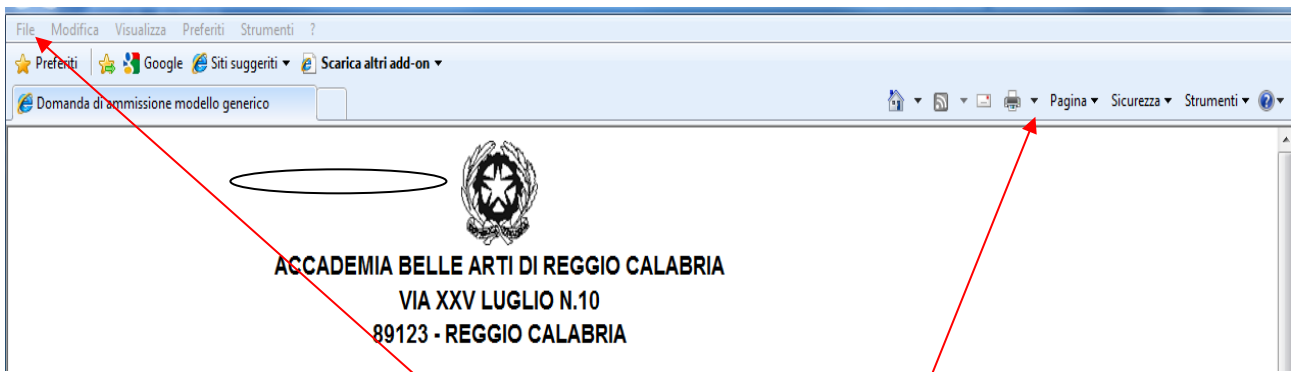 File Modifica Visualizza Preferiti Strumenti ?
Preferiti Google Siti suggeriti Scarica altri add-on
Domanda di ammissione modello generico Pagina Sicurezza Strumenti ?
ACCADEMIA BELLE ARTI DI REGGIO CALABRIA
VIA XXV LUGLIO N.10
89123 - REGGIO CALABRIA